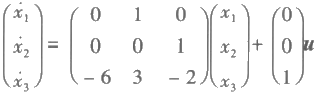 ẋ₁ 0 1 0 x₁ 0
ẋ₂ = 0 0 1 x₂ + 0 u
ẋ₃ −6 3 −2 x₃ 1